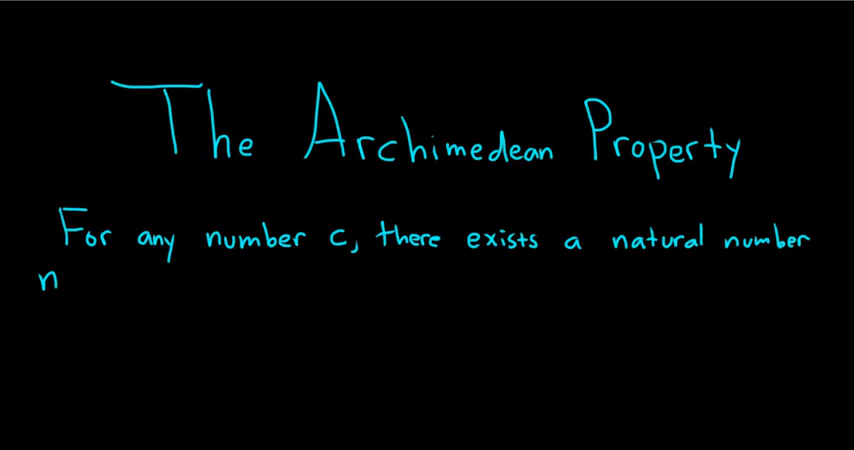 The Archimedean Property
For any number c, there exists a natural number
n